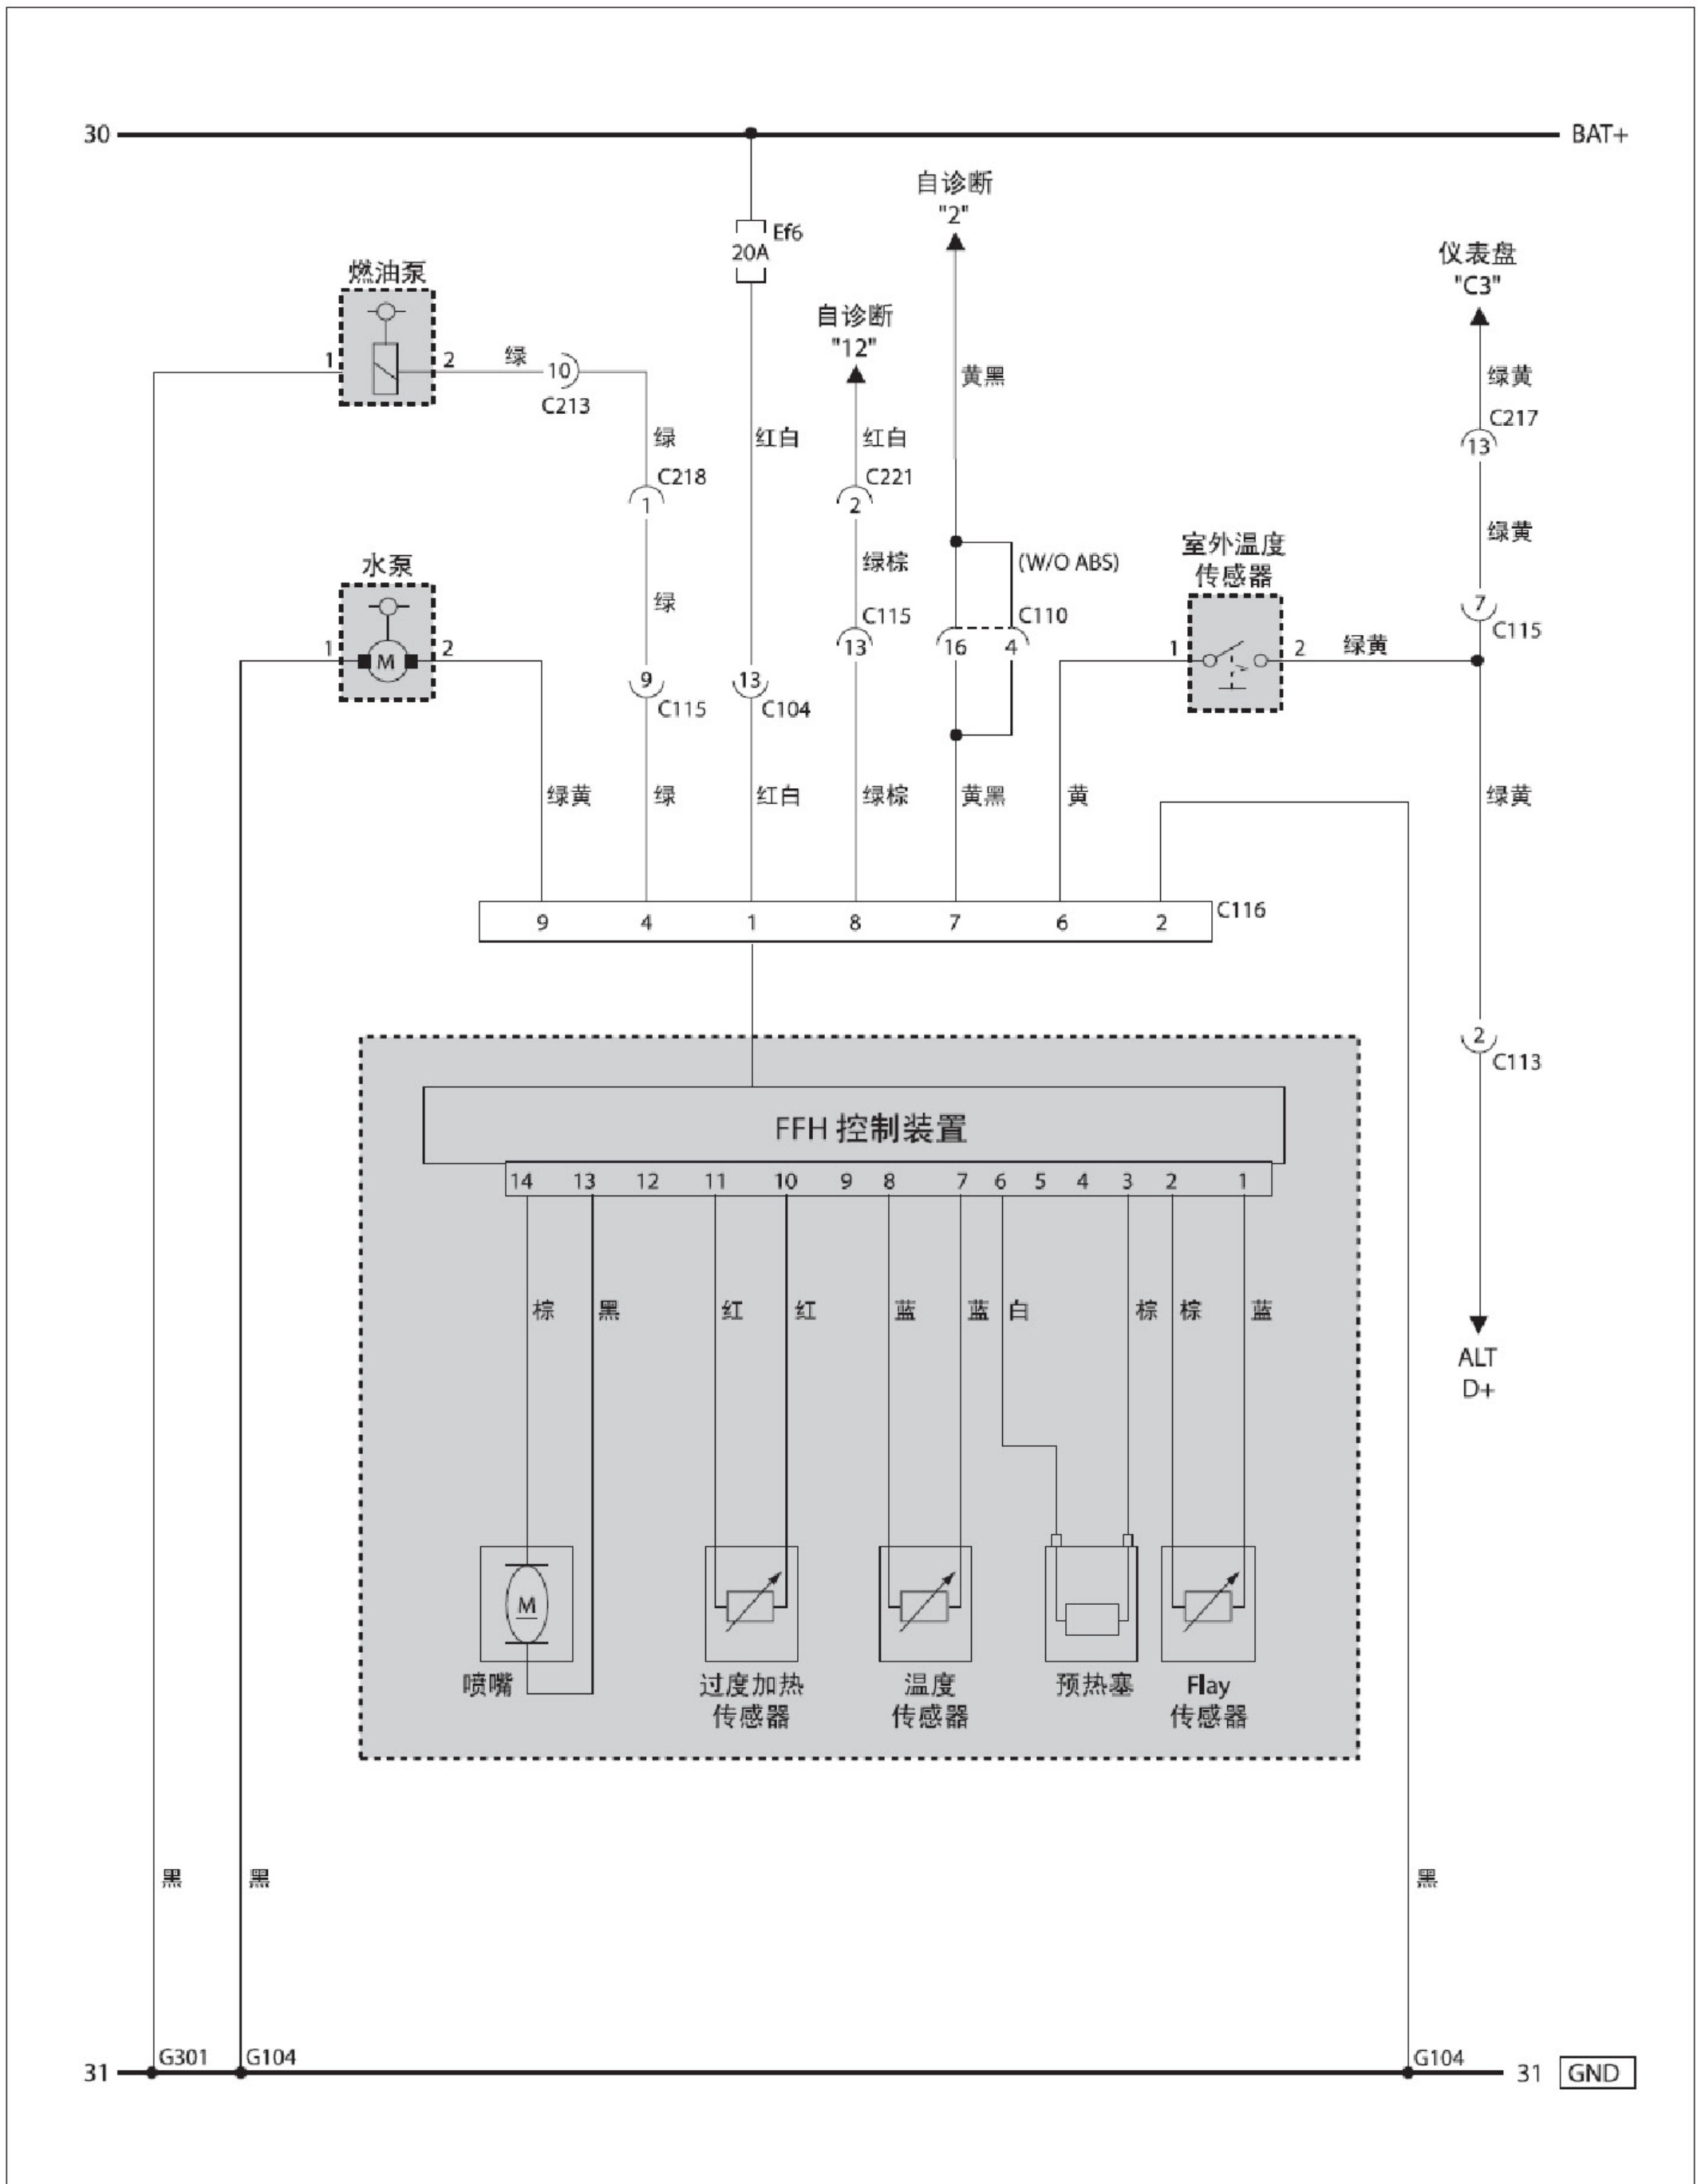 30
BAT+
自诊断
"2"
Ef6
20A
仪表盘
"C3"
燃油泵
自诊断
"12"
1
2
绿
10
C213
黄黑
绿黄
C217
13
绿
红白
红白
C218
1
C221
2
绿黄
水泵
绿棕
(W/O ABS)
室外温度
传感器
绿
C115
13
C110
16
4
7
C115
1
M
2
1
2
绿黄
9
C115
13
C104
绿黄
绿
红白
绿棕
黄黑
黄
绿黄
9
4
1
8
7
6
2
C116
2
C113
FFH 控制装置
14
13
12
11
10
9
8
7
6
5
4
3
2
1
棕
黑
红
红
蓝
蓝
白
棕
棕
蓝
ALT
D+
M
喷嘴
过度加热
传感器
温度
传感器
预热塞
Flay
传感器
黑
黑
黑
31
G301
G104
G104
31
GND